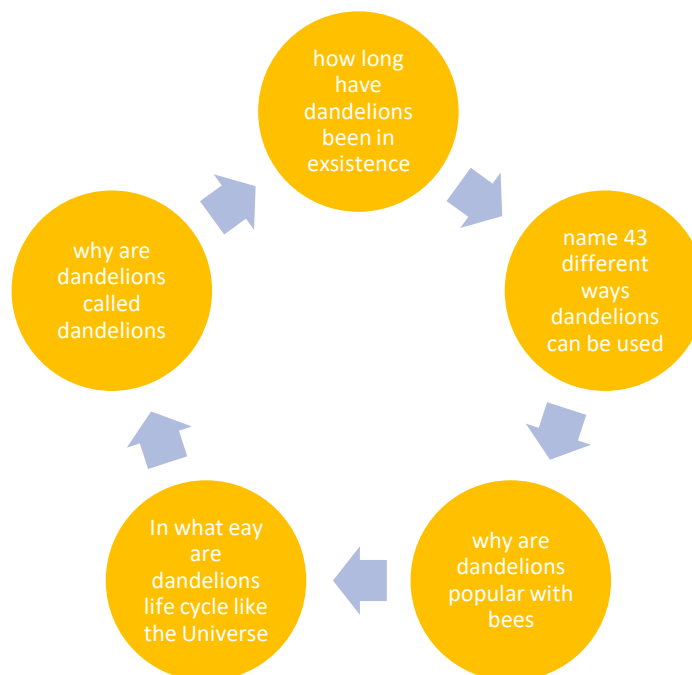 how long
have
dandelions
been in
exsistence
name 43
different
ways
dandelions
can be used
why are
dandelions
popular with
bees
In what eay
are
dandelions
life cycle like
the Universe
why are
dandelions
called
dandelions